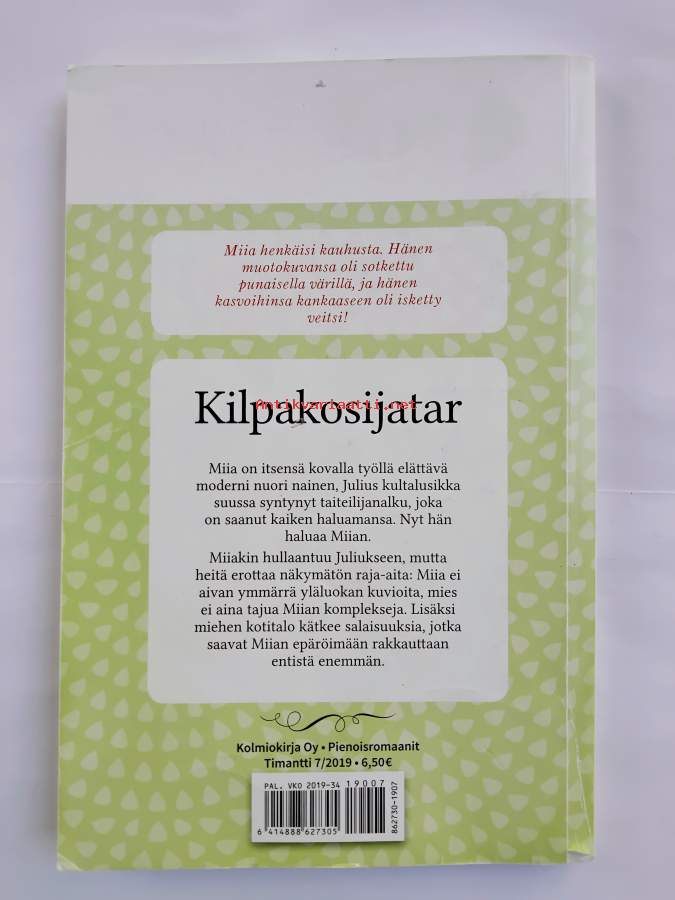 Miia henkäisi kauhusta. Hänen
muotokuvansa oli sotkettu
punaisella värillä, ja hänen
kasvoihinsa kankaaseen oli isketty
veitsi!
Kilpakosijatar
Antikvariaatti.net
Miia on itsensä kovalla työllä elättävä
moderni nuori nainen, Julius kultalusikka
suussa syntynyt taiteilijanalku, joka
on saanut kaiken haluamansa. Nyt hän
haluaa Miian.
Miiakin hullaantuu Juliukseen, mutta
heitä erottaa näkymätön raja-aita: Miia ei
aivan ymmärrä yläluokan kuvioita, mies
ei aina tajua Miian komplekseja. Lisäksi
miehen kotitalo kätkee salaisuuksia, jotka
saavat Miian epäröimään rakkauttaan
entistä enemmän.
Kolmiokirja Oy • Pienoisromaanit
Timantti 7/2019 • 6,50€
PAL. VKO 2019-34
19007
6 414888 627305
862730-1907